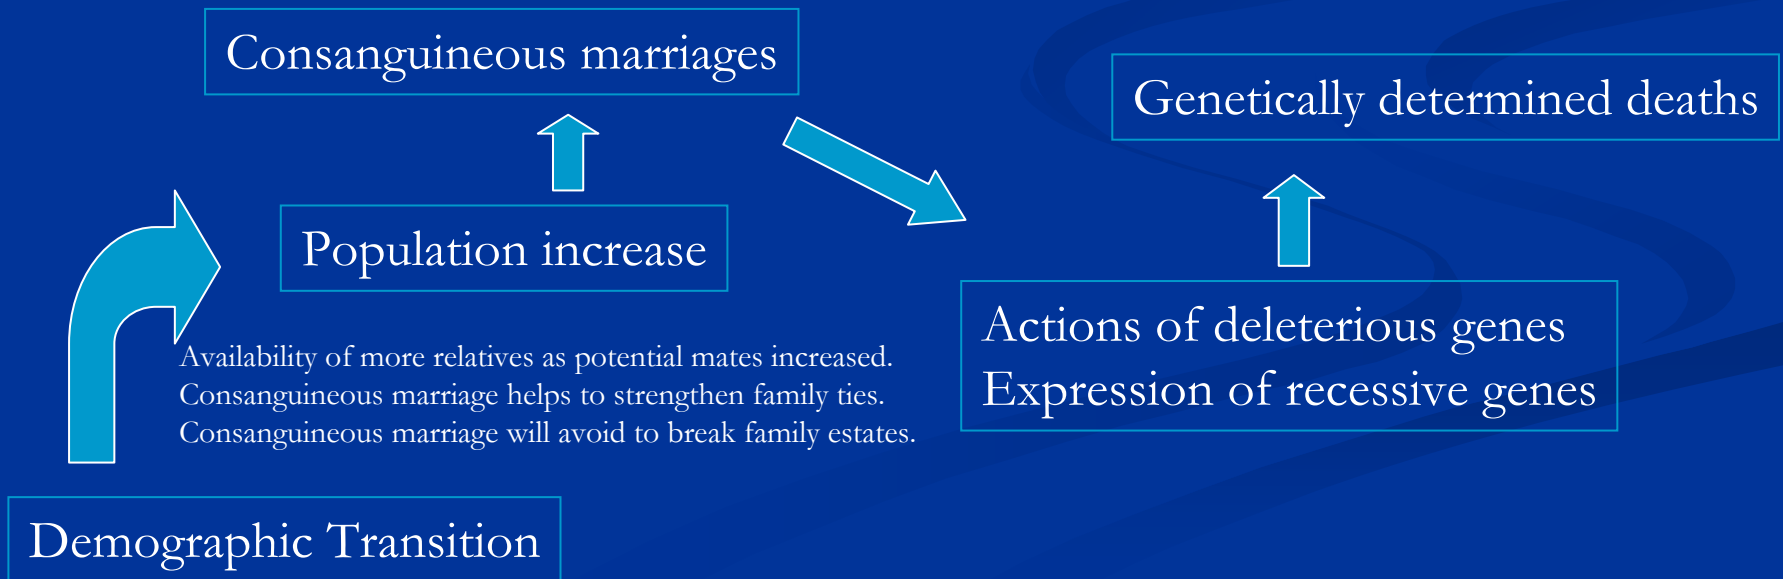 Consanguineous marriages
Genetically determined deaths
Population increase
Actions of deleterious genes
Expression of recessive genes
Availability of more relatives as potential mates increased.
Consanguineous marriage helps to strengthen family ties.
Consanguineous marriage will avoid to break family estates.
Demographic Transition